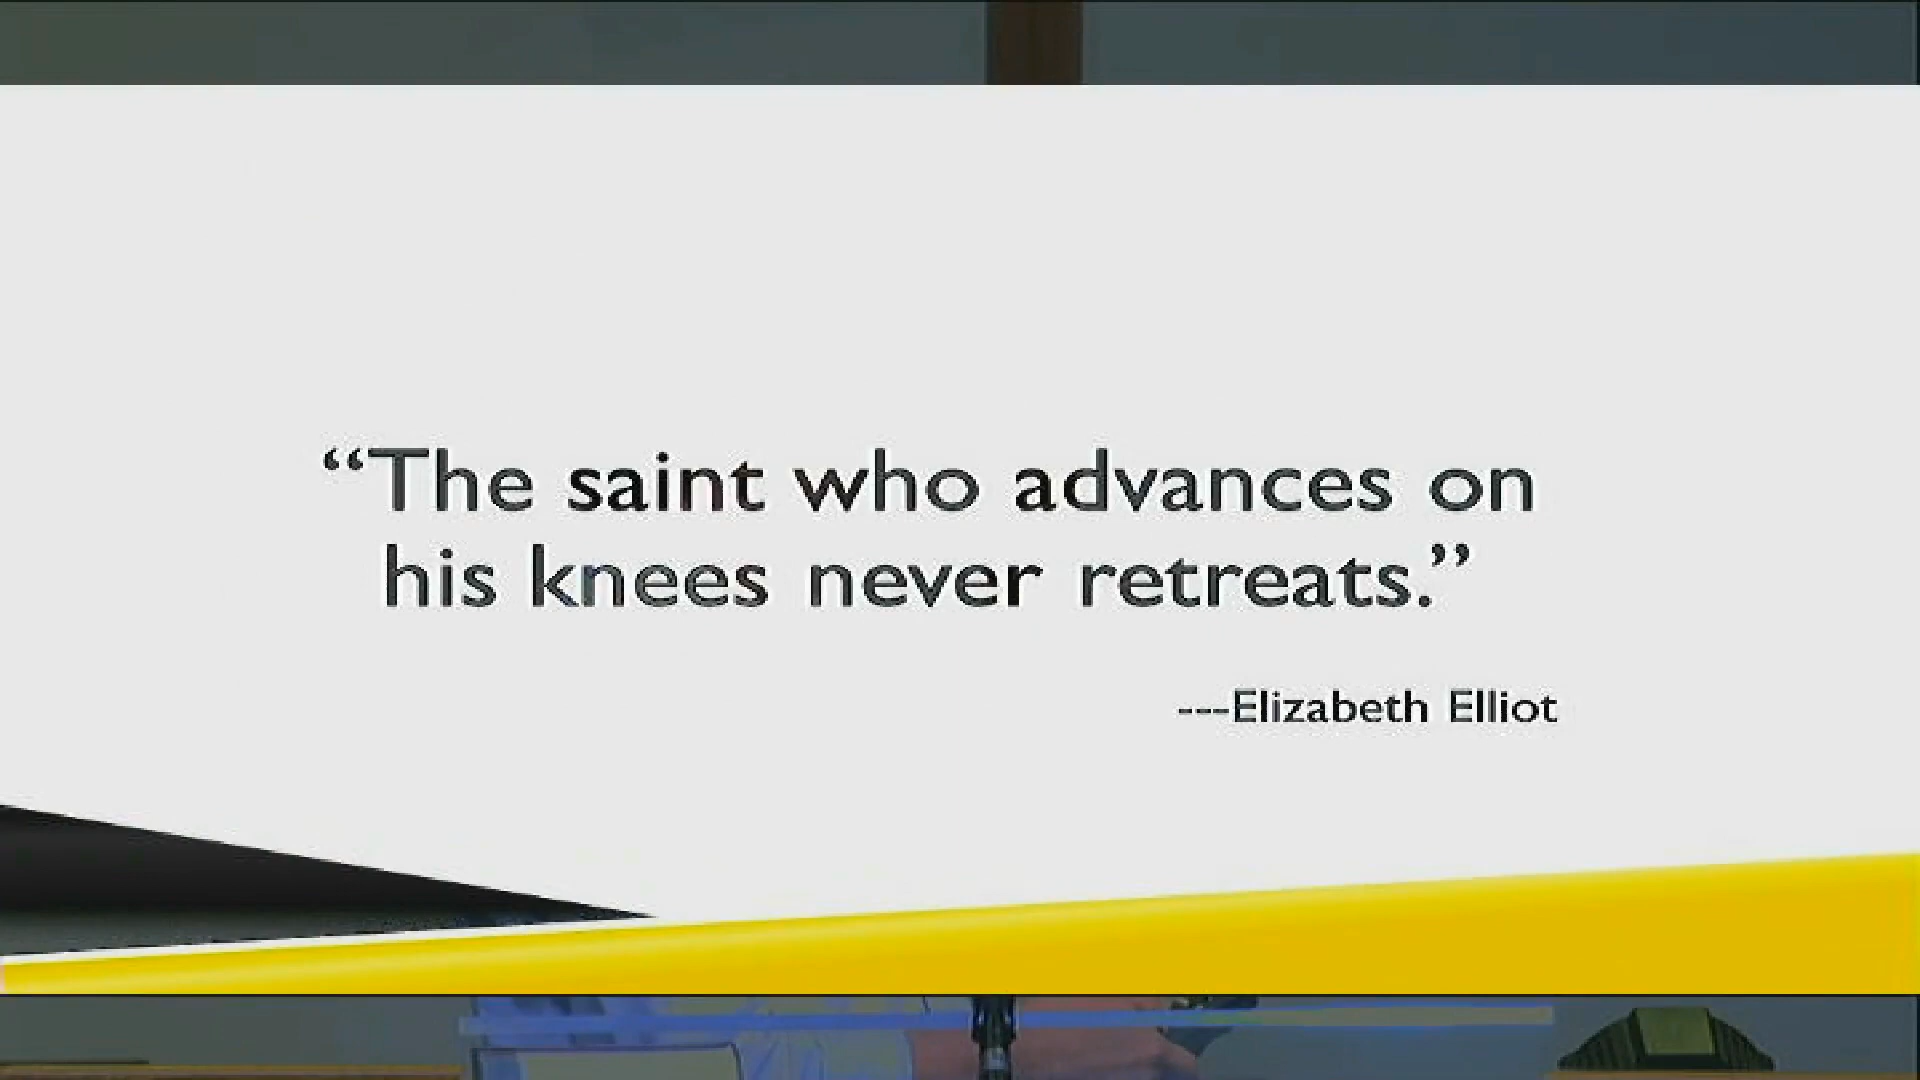 “The saint who advances on
his knees never retreats.”
---Elizabeth Elliot